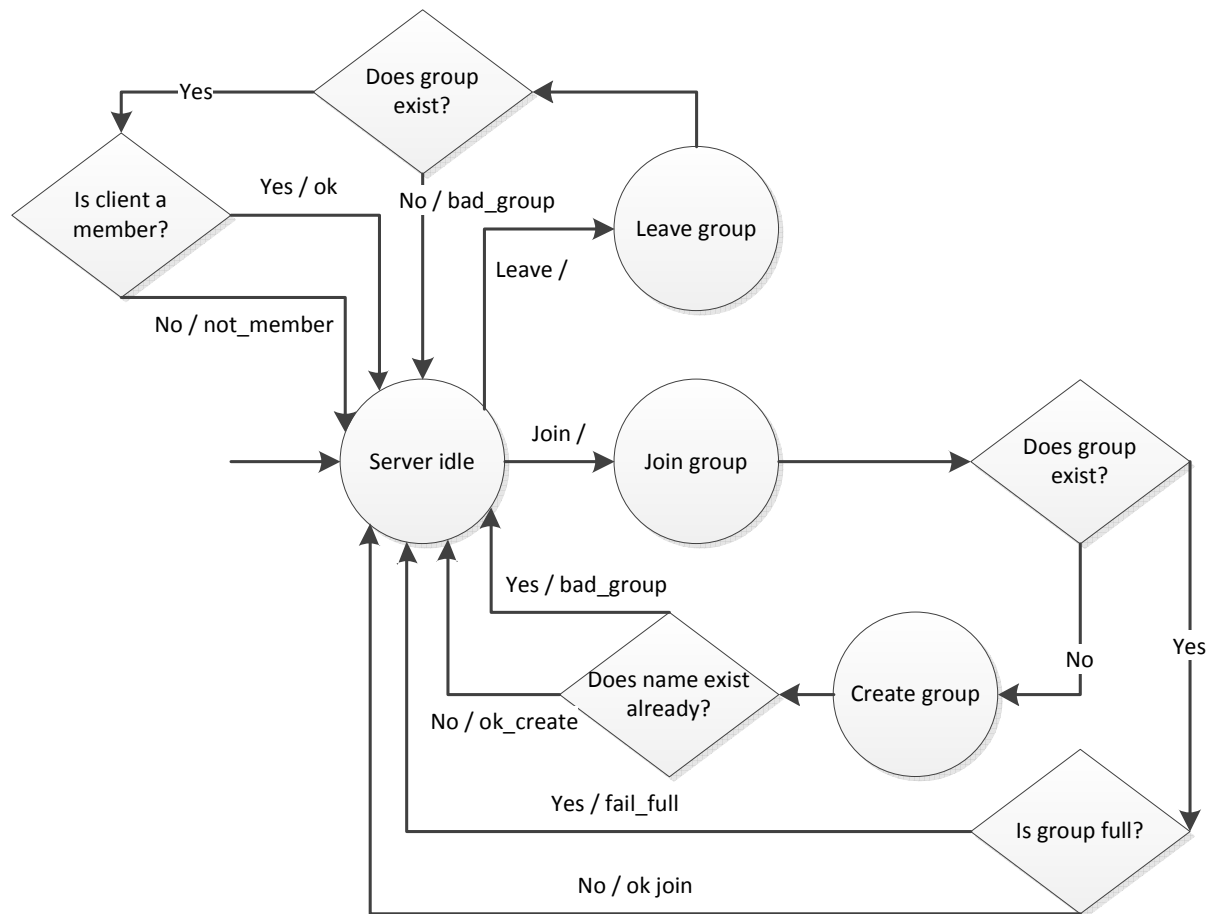 Does group
exist?
Yes
Is client a
member?
Yes / ok
No / bad_group
Leave group
Leave /
No / not_member
Server idle
Join /
Join group
Does group
exist?
Yes / bad_group
No
Yes
Does name exist
already?
Create group
No / ok_create
Yes / fail_full
Is group full?
No / ok join